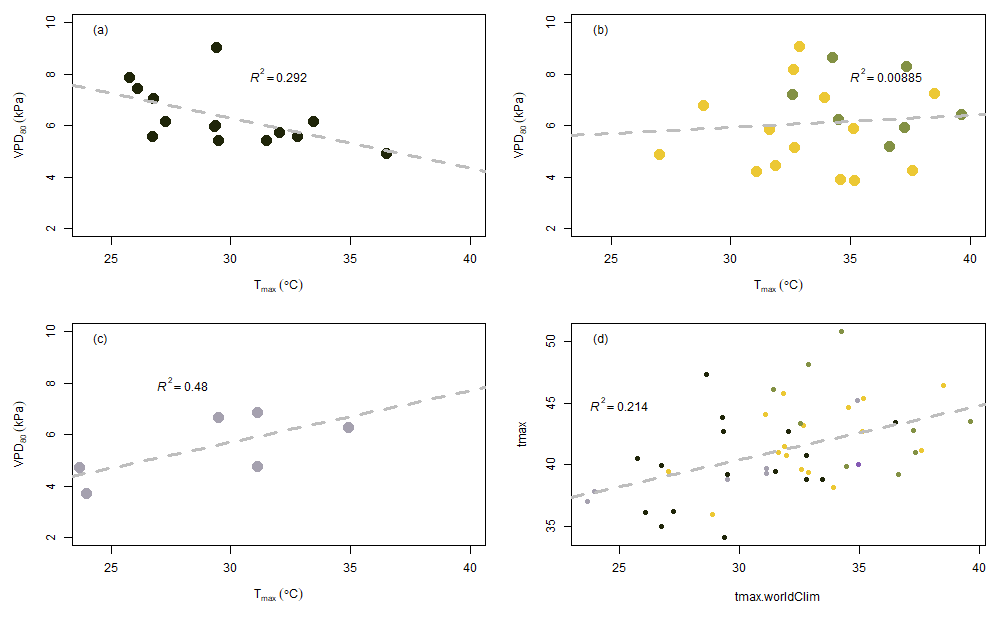 (a)
R² = 0.292
VPD₈₀ (kPa)
2 4 6 8 10
25 30 35 40
Tₘₐₓ (°C)
(b)
R² = 0.00885
VPD₈₀ (kPa)
2 4 6 8 10
25 30 35 40
Tₘₐₓ (°C)
(c)
R² = 0.48
VPD₈₀ (kPa)
2 4 6 8 10
25 30 35 40
Tₘₐₓ (°C)
(d)
R² = 0.214
tmax
35 40 45 50
25 30 35 40
tmax.worldClim